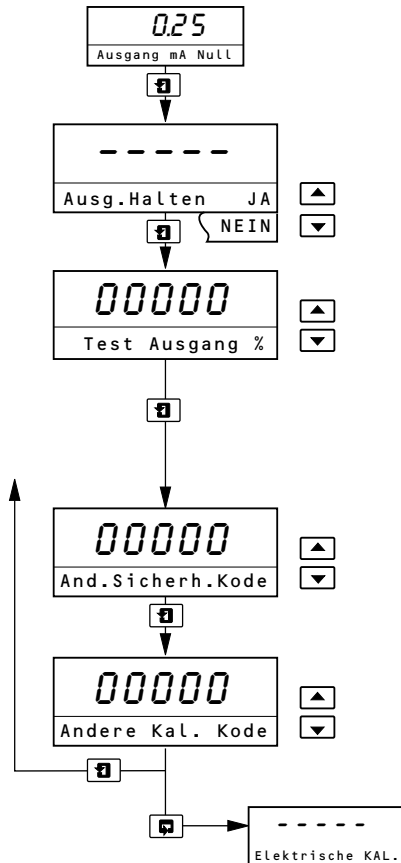 0.25
Ausgang mA Null
- - - - -
Ausg.Halten JA
NEIN
00000
Test Ausgang %
00000
And.Sicherh.Kode
00000
Andere Kal. Kode
- - - - -
Elektrische KAL.